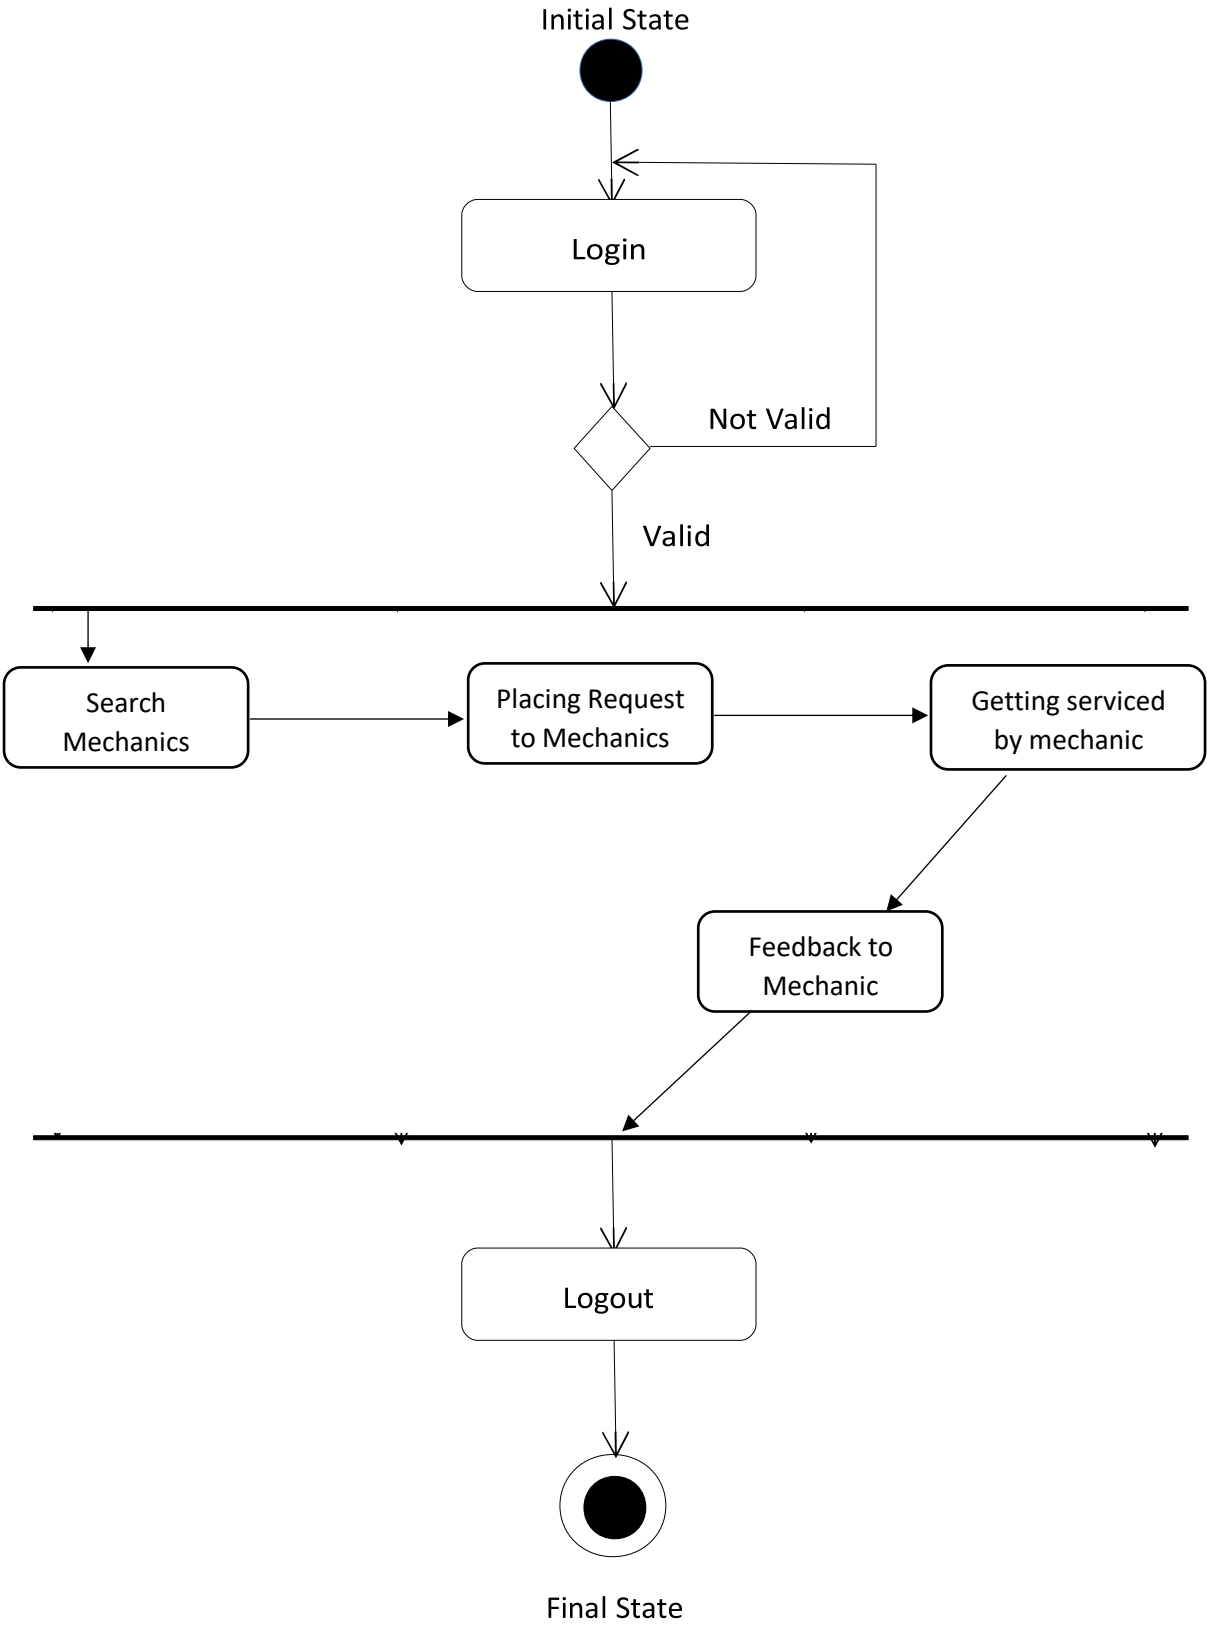 Initial State
Login
Not Valid
Valid
Search
Mechanics
Placing Request
to Mechanics
Getting serviced
by mechanic
Feedback to
Mechanic
Logout
Final State